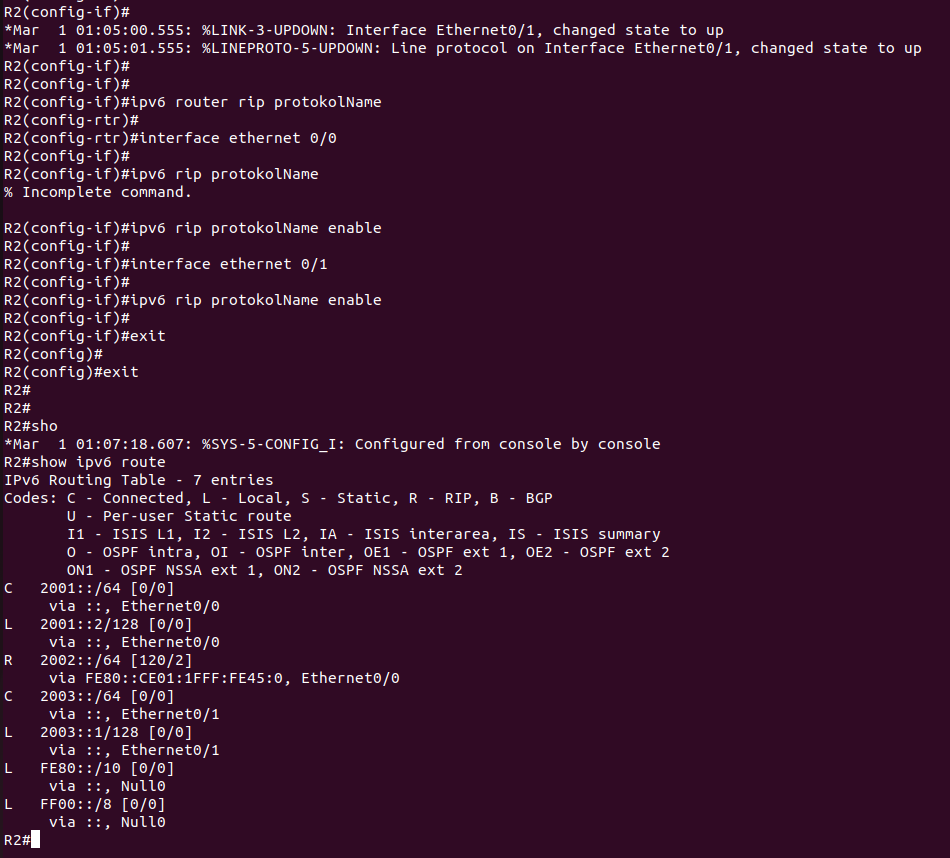 R2(config-if)#
*Mar  1 01:05:00.555: %LINK-3-UPDOWN: Interface Ethernet0/1, changed state to up
*Mar  1 01:05:01.555: %LINEPROTO-5-UPDOWN: Line protocol on Interface Ethernet0/1, changed state to up
R2(config-if)#
R2(config-if)#
R2(config-if)#ipv6 router rip protokolName
R2(config-rtr)#
R2(config-rtr)#interface ethernet 0/0
R2(config-if)#
R2(config-if)#ipv6 rip protokolName
% Incomplete command.

R2(config-if)#ipv6 rip protokolName enable
R2(config-if)#
R2(config-if)#interface ethernet 0/1
R2(config-if)#
R2(config-if)#ipv6 rip protokolName enable
R2(config-if)#
R2(config-if)#exit
R2(config)#
R2(config)#exit
R2#
R2#
R2#sho
*Mar  1 01:07:18.607: %SYS-5-CONFIG_I: Configured from console by console
R2#show ipv6 route
IPv6 Routing Table - 7 entries
Codes: C - Connected, L - Local, S - Static, R - RIP, B - BGP
       U - Per-user Static route
       I1 - ISIS L1, I2 - ISIS L2, IA - ISIS interarea, IS - ISIS summary
       O - OSPF intra, OI - OSPF inter, OE1 - OSPF ext 1, OE2 - OSPF ext 2
       ON1 - OSPF NSSA ext 1, ON2 - OSPF NSSA ext 2
C   2001::/64 [0/0]
     via ::, Ethernet0/0
L   2001::2/128 [0/0]
     via ::, Ethernet0/0
R   2002::/64 [120/2]
     via FE80::CE01:1FFF:FE45:0, Ethernet0/0
C   2003::/64 [0/0]
     via ::, Ethernet0/1
L   2003::1/128 [0/0]
     via ::, Ethernet0/1
L   FE80::/10 [0/0]
     via ::, Null0
L   FF00::/8 [0/0]
     via ::, Null0
R2#